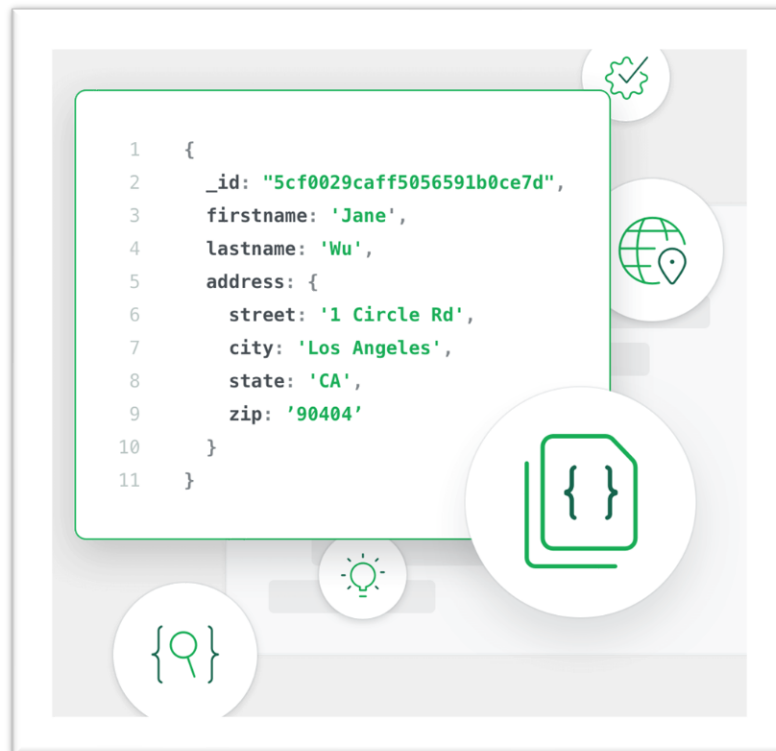 1 {
2 _id: "5cf0029caff5056591b0ce7d",
3 firstname: 'Jane',
4 lastname: 'Wu',
5 address: {
6 street: '1 Circle Rd',
7 city: 'Los Angeles',
8 state: 'CA',
9 zip: ’90404’
10 }
11 }
{ }
{ }